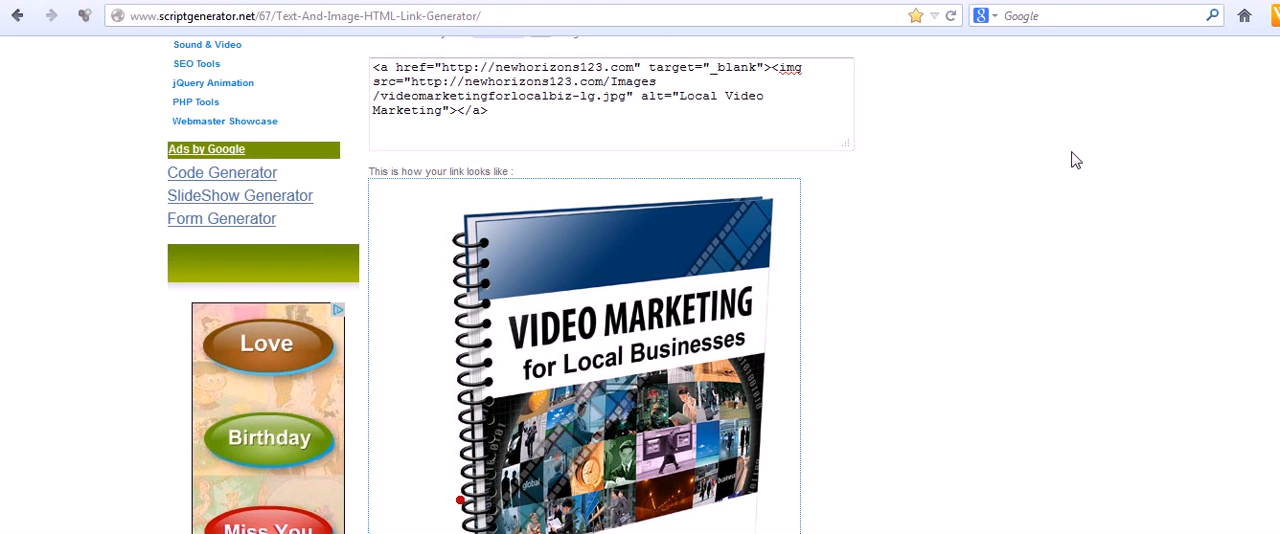 www.scriptgenerator.net/67/Text-And-Image-HTML-Link-Generator/
Google
Sound & Video
SEO Tools
jQuery Animation
PHP Tools
Webmaster Showcase
Ads by Google
Code Generator
SlideShow Generator
Form Generator
Love
Birthday
Miss You
<a href="http://newhorizons123.com" target="_blank"><img
src="http://newhorizons123.com/Images
/videomarketingforlocalbiz-lg.jpg" alt="Local Video
Marketing"></a>
This is how your link looks like :
VIDEO MARKETING
for Local Businesses
global
business